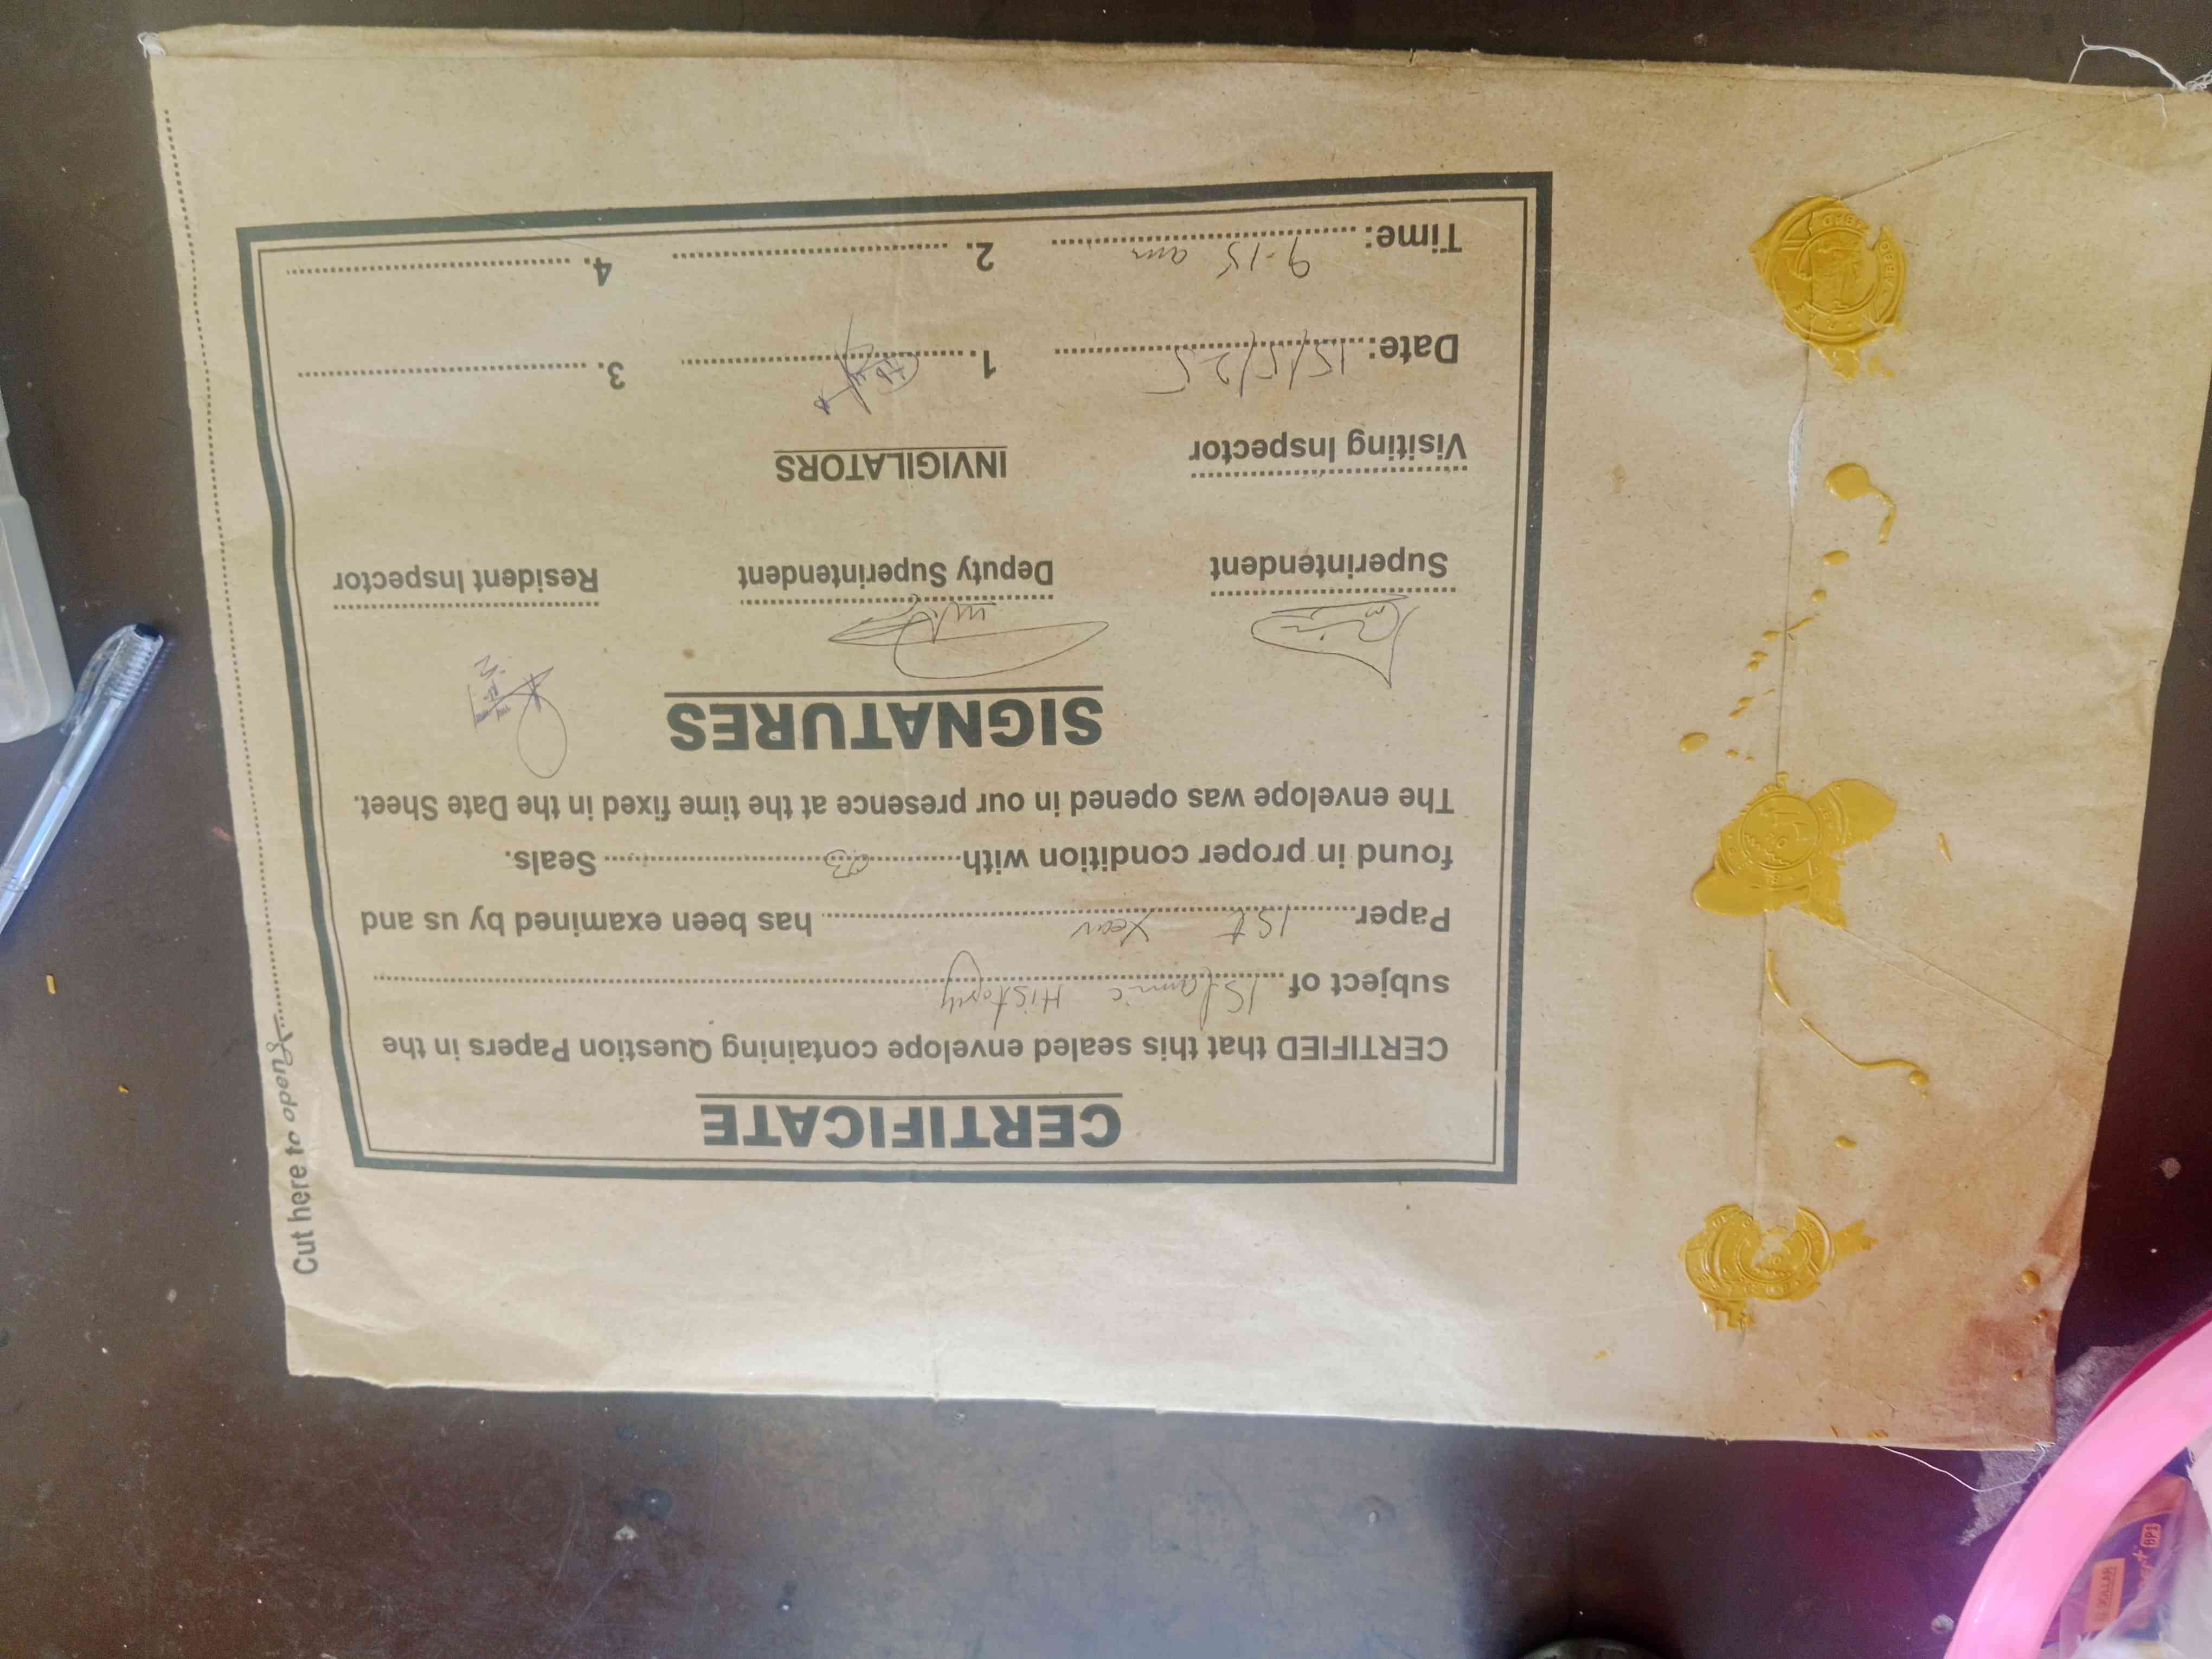 CERTIFICATE
CERTIFIED that this sealed envelope containing Question Papers in the
subject of Islamic History
Paper 1st Year has been examined by us and
found in proper condition with 03 Seals.
The envelope was opened in our presence at the time fixed in the Date Sheet.
SIGNATURES
Superintendent Deputy Superintendent Resident Inspector
Visiting Inspector INVIGILATORS
Date: 15/5/25 1. 3.
Time: 9-15 am 2. 4.
Cut here to open
DOLLAR
BP1